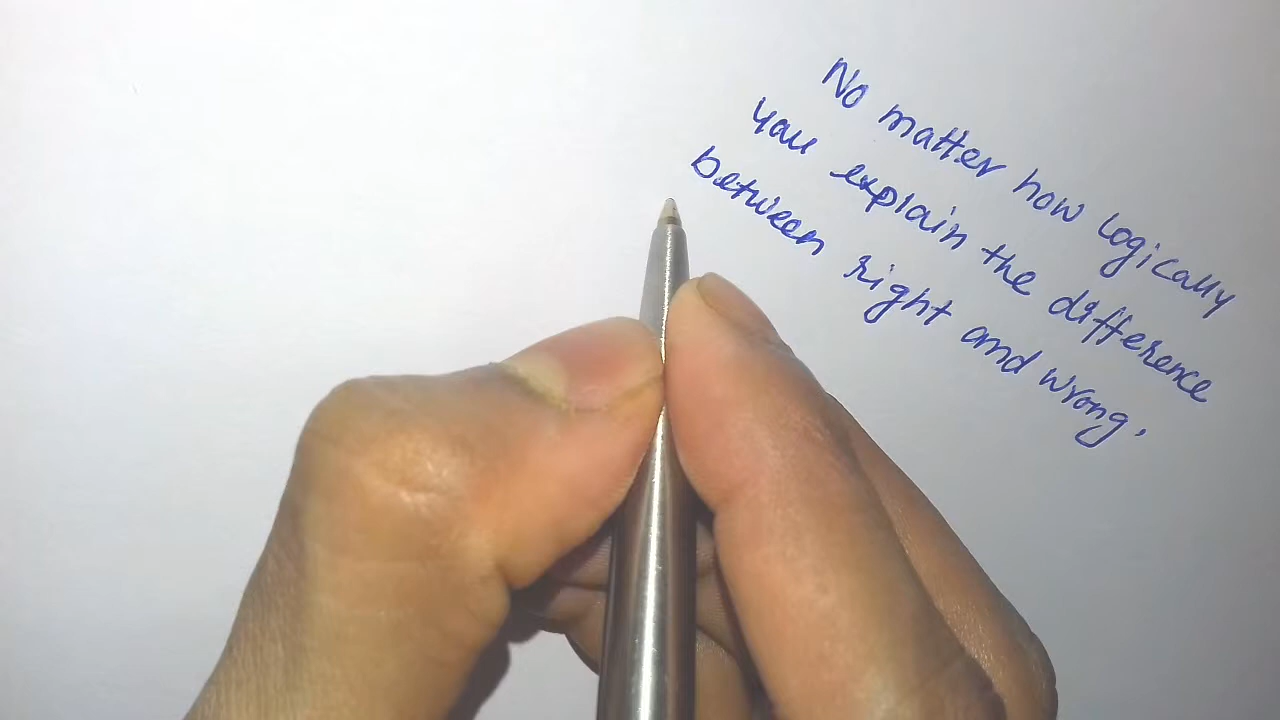 No matter how logically
you explain the difference
between right and wrong,